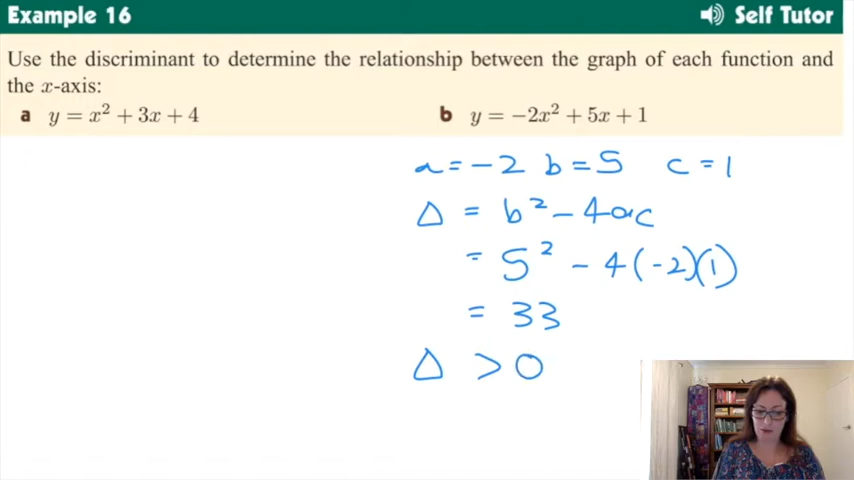 Example 16 Self Tutor
Use the discriminant to determine the relationship between the graph of each function and
the x-axis:
a y = x² + 3x + 4 b y = −2x² + 5x + 1
a = −2 b = 5 c = 1
Δ = b² − 4ac
= 5² − 4(−2)(1)
= 33
Δ > 0